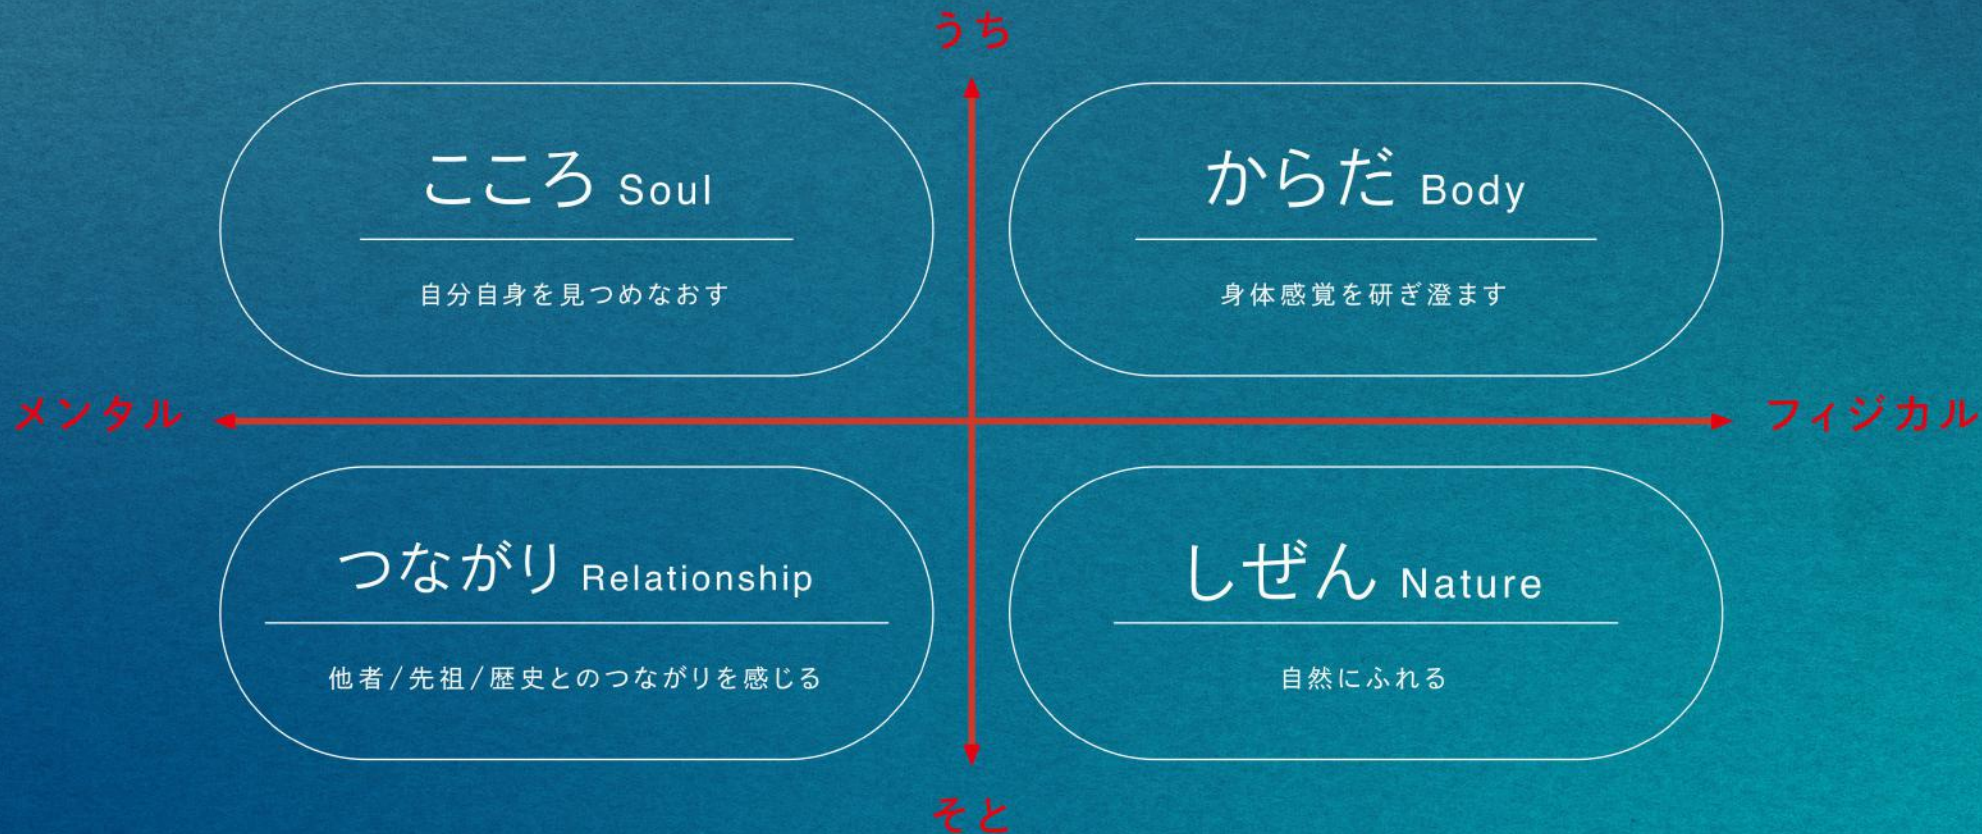 うち
こころ Soul
自分自身を見つめなおす
からだ Body
身体感覚を研ぎ澄ます
メンタル
フィジカル
つながり Relationship
他者/先祖/歴史とのつながりを感じる
しぜん Nature
自然にふれる
そと